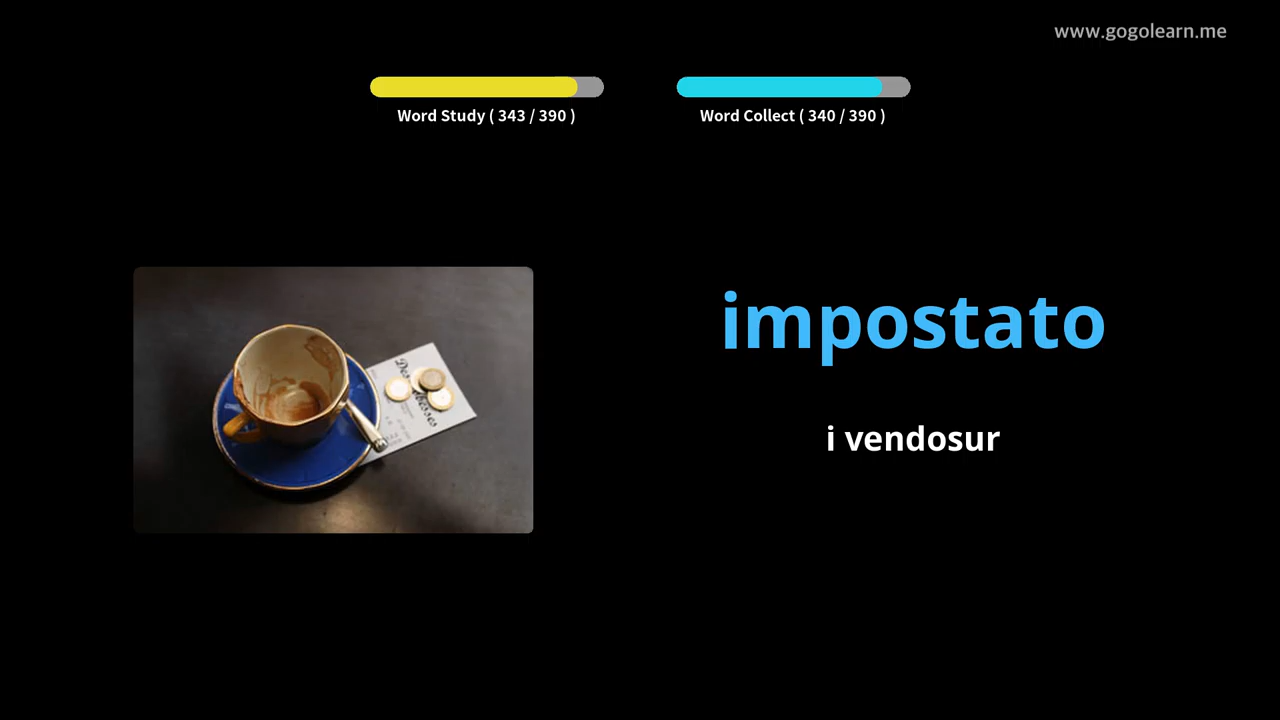 www.gogolearn.me
Word Study ( 343 / 390 )
Word Collect ( 340 / 390 )
impostato
i vendosur